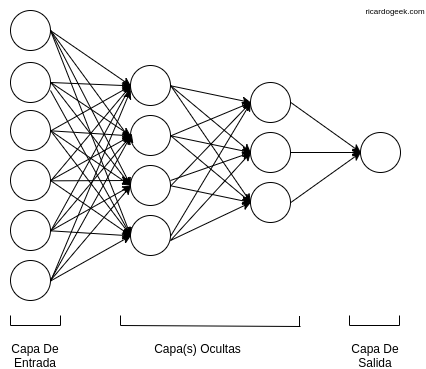 ricardogeek.com
Capa De
Entrada
Capa(s) Ocultas
Capa De
Salida